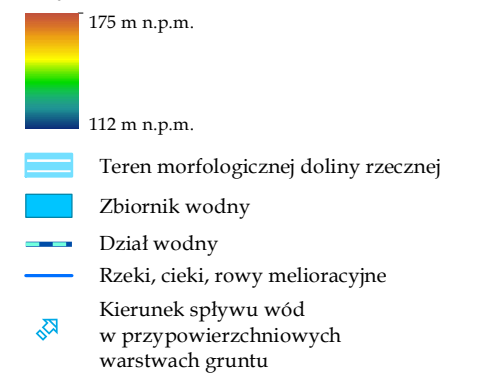 175 m n.p.m.
112 m n.p.m.
Teren morfologicznej doliny rzecznej
Zbiornik wodny
Dział wodny
Rzeki, cieki, rowy melioracyjne
Kierunek spływu wód
w przypowierzchniowych
warstwach gruntu